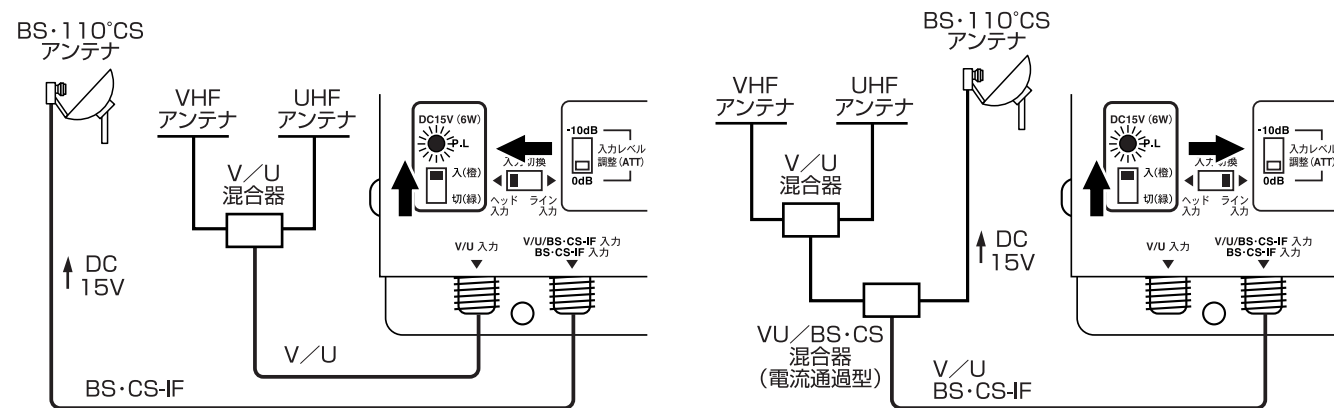 BS・110°CS
アンテナ
VHF
アンテナ
UHF
アンテナ
V／U
混合器
DC
15V
V／U
BS・CS-IF
DC15V (6W)
P.L
入(橙)
切(緑)
入力切換
ヘッド
入力
ライン
入力
-10dB
入力レベル
調整(ATT)
0dB
V/U 入力
V/U/BS・CS-IF 入力
BS・CS-IF 入力
BS・110°CS
アンテナ
VHF
アンテナ
UHF
アンテナ
V／U
混合器
DC
15V
VU／BS・CS
混合器
（電流通過型）
V／U
BS・CS-IF
DC15V (6W)
P.L
入(橙)
切(緑)
入力切換
ヘッド
入力
ライン
入力
-10dB
入力レベル
調整(ATT)
0dB
V/U 入力
V/U/BS・CS-IF 入力
BS・CS-IF 入力